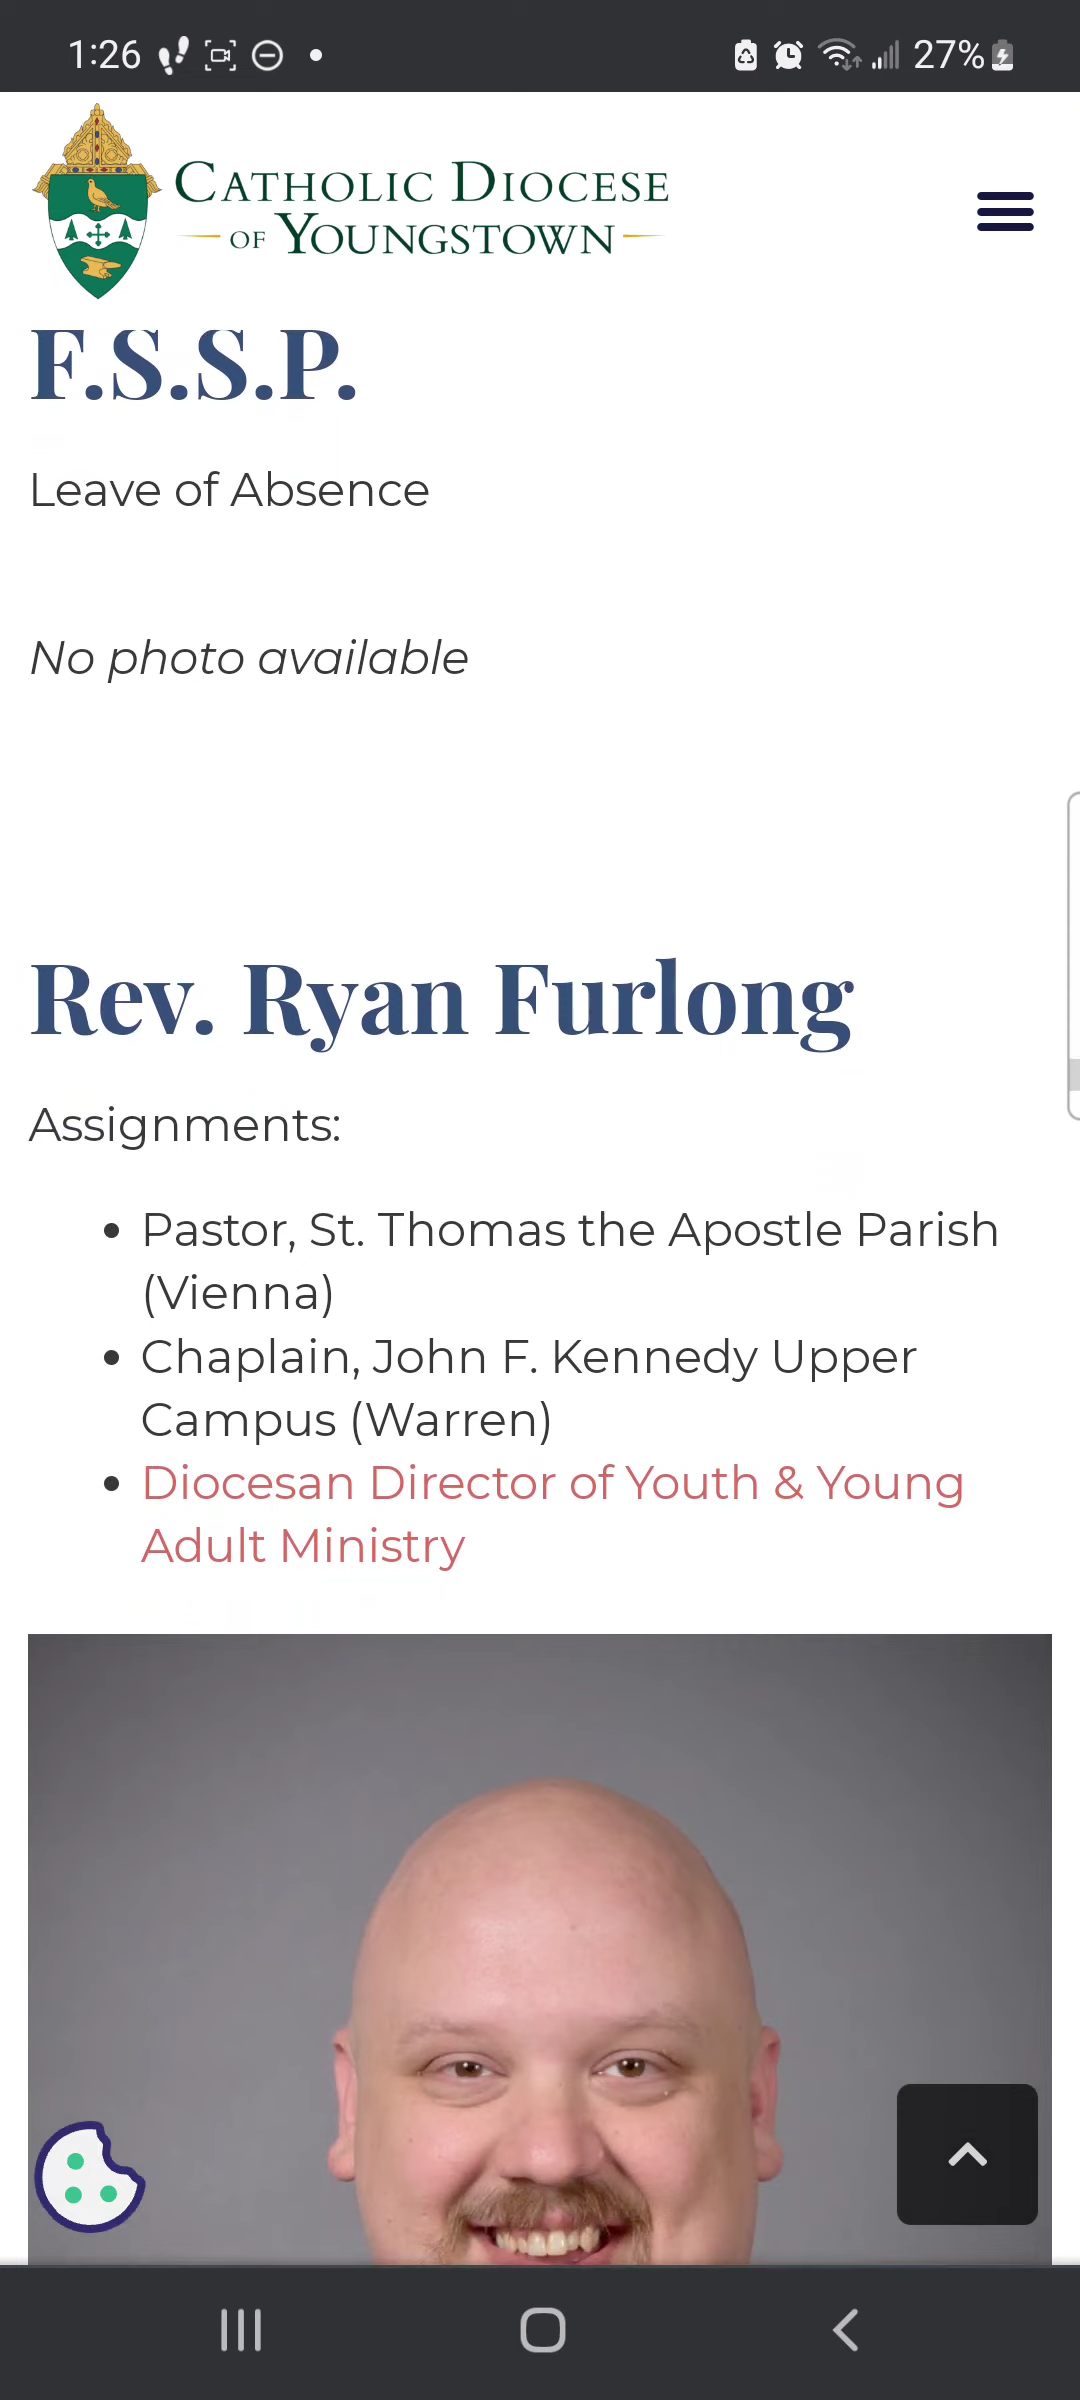 1:26
27%
CATHOLIC DIOCESE
OF YOUNGSTOWN
F.S.S.P.
Leave of Absence
No photo available
Rev. Ryan Furlong
Assignments:
• Pastor, St. Thomas the Apostle Parish
(Vienna)
• Chaplain, John F. Kennedy Upper
Campus (Warren)
• Diocesan Director of Youth & Young
Adult Ministry